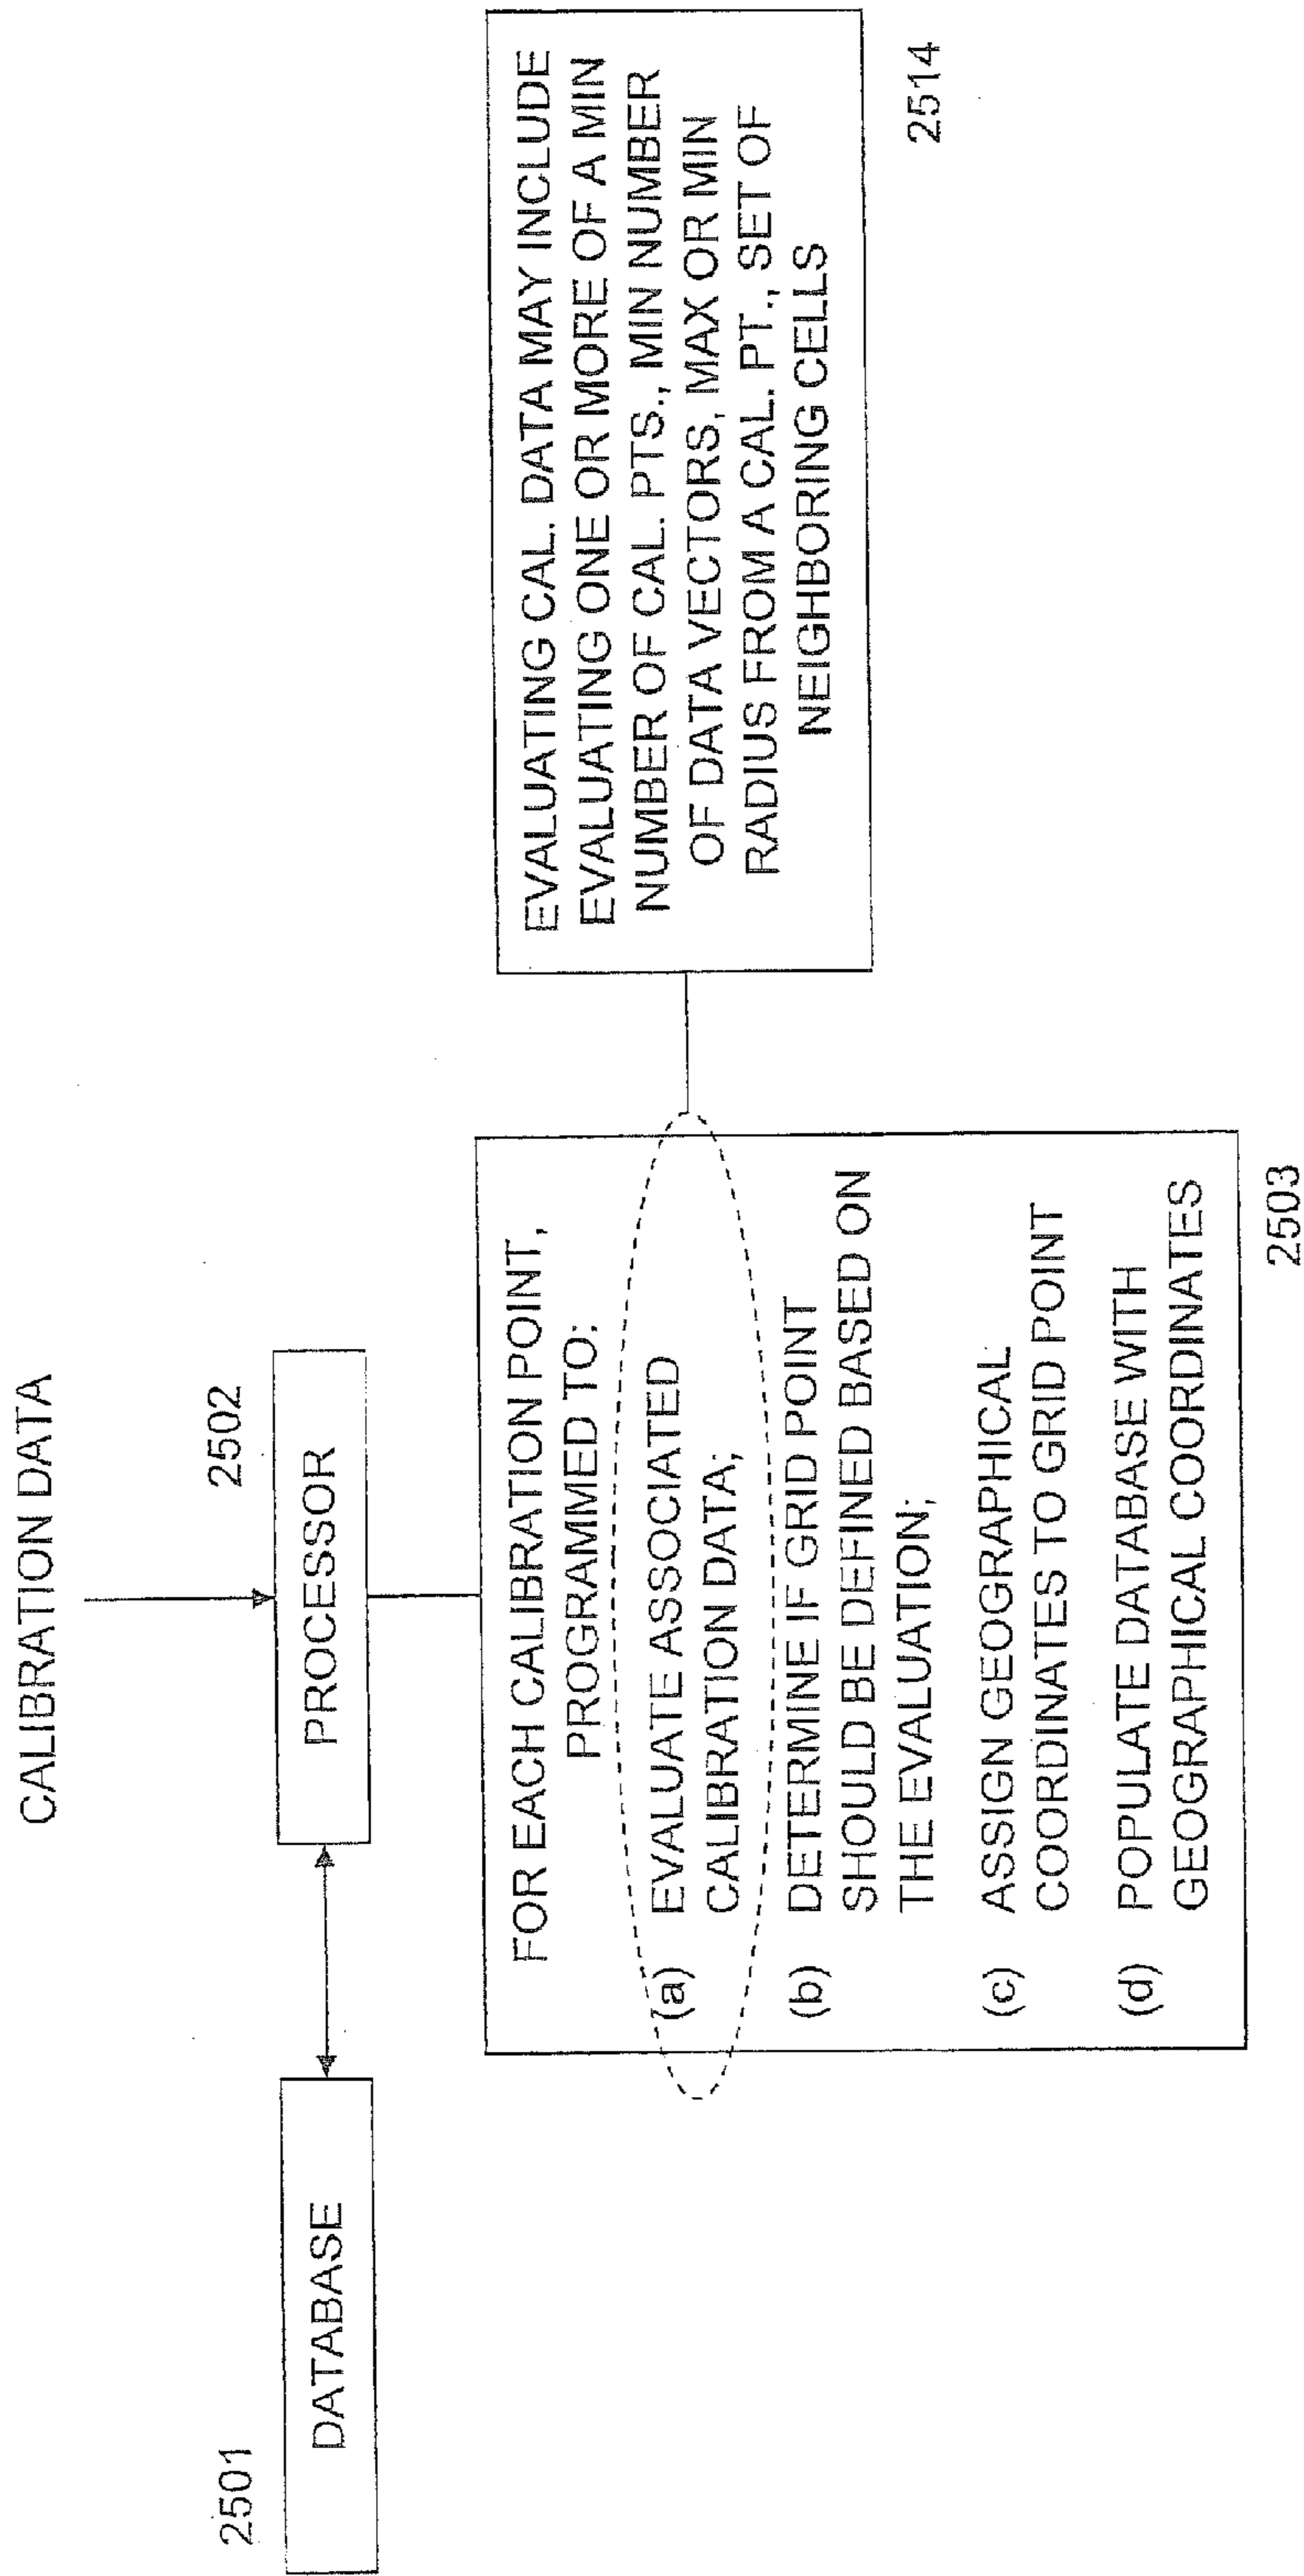 CALIBRATION DATA
2501
DATABASE
2502
PROCESSOR
FOR EACH CALIBRATION POINT,
PROGRAMMED TO:
(a) EVALUATE ASSOCIATED
CALIBRATION DATA;
(b) DETERMINE IF GRID POINT
SHOULD BE DEFINED BASED ON
THE EVALUATION;
(c) ASSIGN GEOGRAPHICAL
COORDINATES TO GRID POINT
(d) POPULATE DATABASE WITH
GEOGRAPHICAL COORDINATES
2503
EVALUATING CAL. DATA MAY INCLUDE
EVALUATING ONE OR MORE OF A MIN
NUMBER OF CAL. PTS., MIN NUMBER
OF DATA VECTORS, MAX OR MIN
RADIUS FROM A CAL. PT., SET OF
NEIGHBORING CELLS
2514